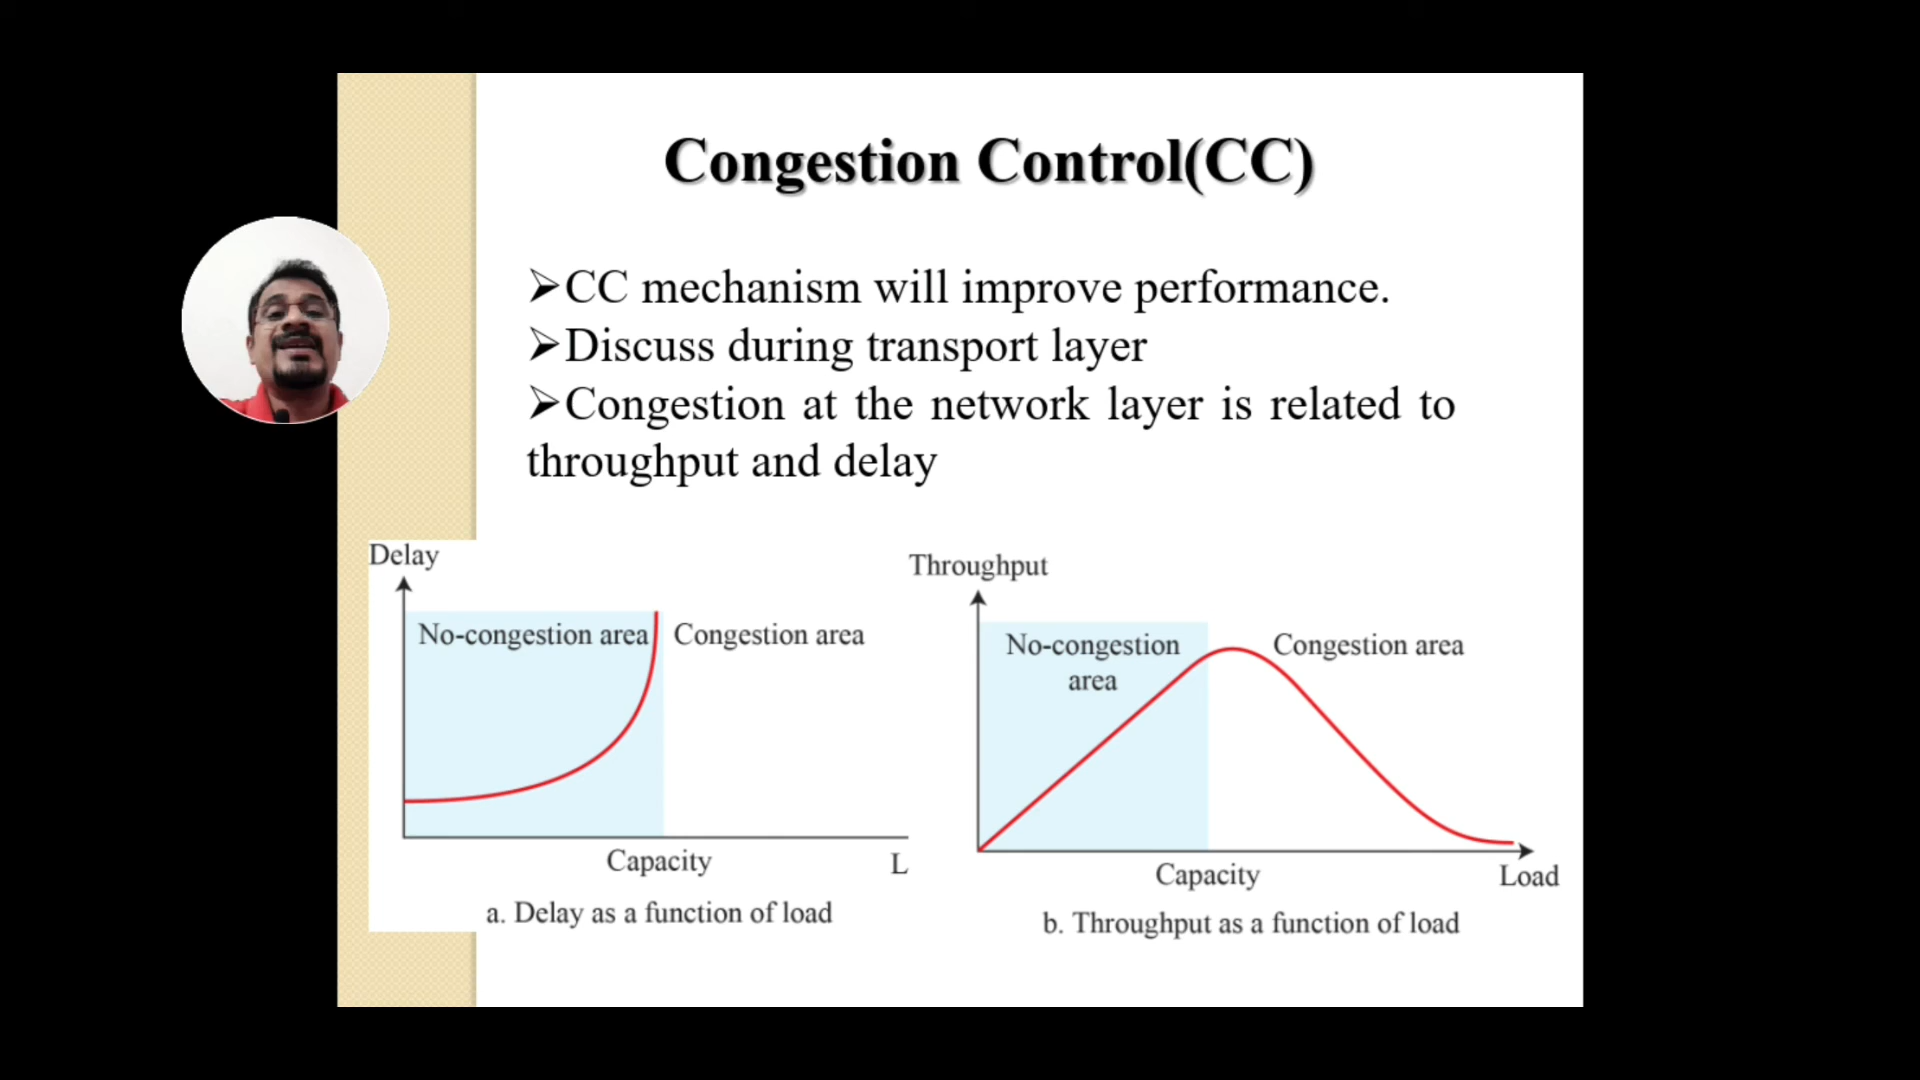 Congestion Control(CC)
➢CC mechanism will improve performance.
➢Discuss during transport layer
➢Congestion at the network layer is related to
throughput and delay
Delay
No-congestion area
Congestion area
Capacity
L
a. Delay as a function of load
Throughput
No-congestion
area
Congestion area
Capacity
Load
b. Throughput as a function of load